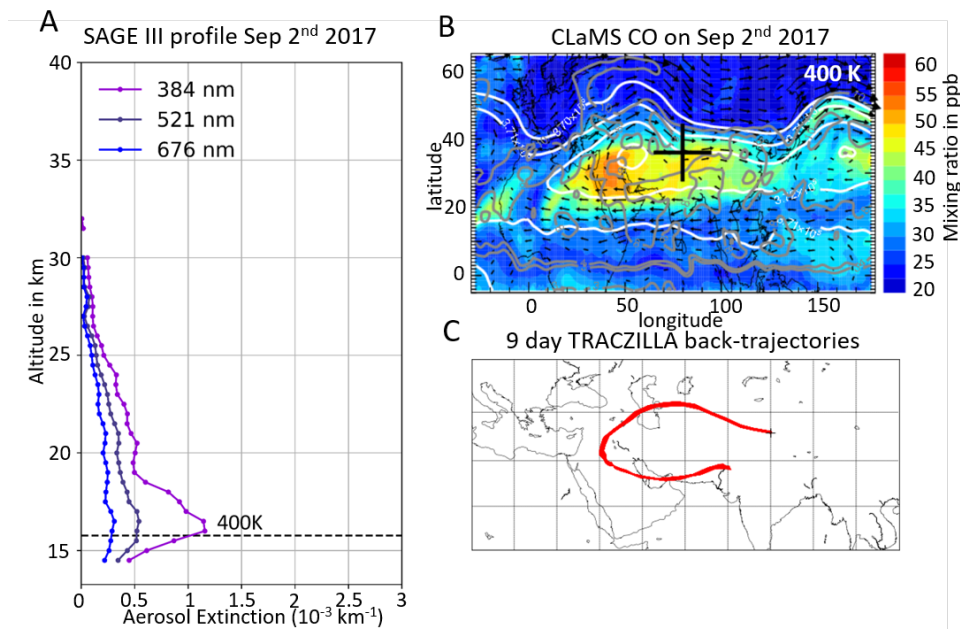 A
SAGE III profile Sep 2nd 2017
384 nm
521 nm
676 nm
40
35
30
25
20
15
400K
Altitude in km
0 0.5 1 1.5 2 2.5 3
Aerosol Extinction (10-3 km-1)
B
CLaMS CO on Sep 2nd 2017
400 K
60
40
20
0
latitude
0 50 100 150
longitude
60
55
50
45
40
35
30
25
20
Mixing ratio in ppb
C
9 day TRACZILLA back-trajectories